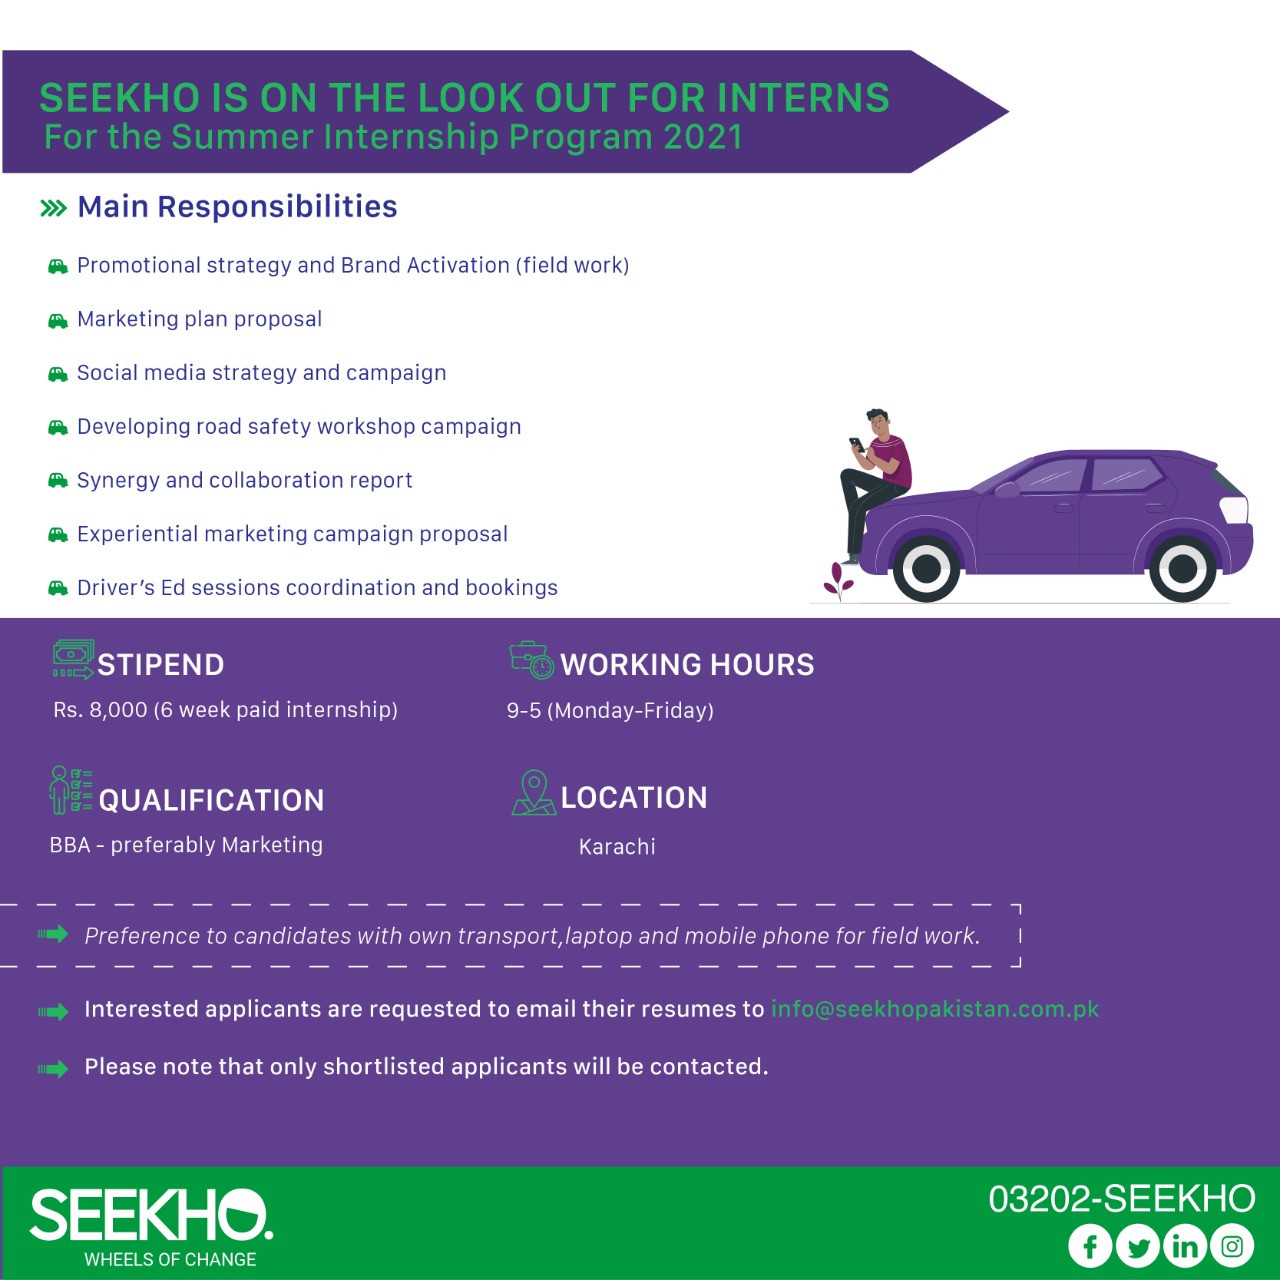 SEEKHO IS ON THE LOOK OUT FOR INTERNS
For the Summer Internship Program 2021
Main Responsibilities
Promotional strategy and Brand Activation (field work)
Marketing plan proposal
Social media strategy and campaign
Developing road safety workshop campaign
Synergy and collaboration report
Experiential marketing campaign proposal
Driver’s Ed sessions coordination and bookings
STIPEND
Rs. 8,000 (6 week paid internship)
WORKING HOURS
9-5 (Monday-Friday)
QUALIFICATION
BBA - preferably Marketing
LOCATION
Karachi
Preference to candidates with own transport,laptop and mobile phone for field work.
Interested applicants are requested to email their resumes to info@seekhopakistan.com.pk
Please note that only shortlisted applicants will be contacted.
SEEKHO.
WHEELS OF CHANGE
03202-SEEKHO